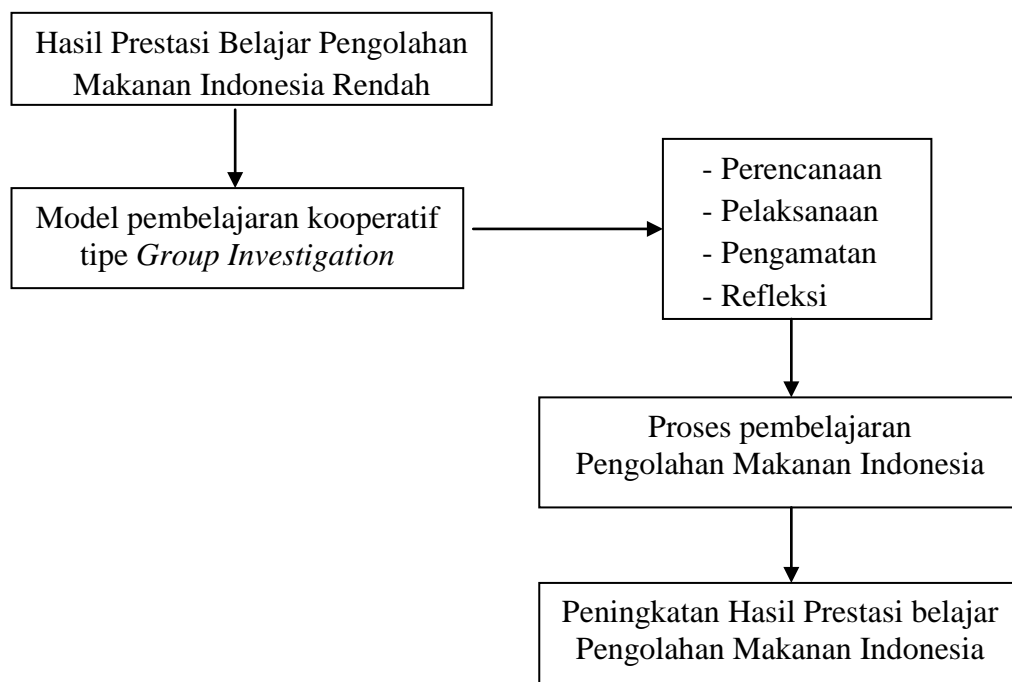 Hasil Prestasi Belajar Pengolahan
Makanan Indonesia Rendah
Model pembelajaran kooperatif
tipe Group Investigation
- Perencanaan
- Pelaksanaan
- Pengamatan
- Refleksi
Proses pembelajaran
Pengolahan Makanan Indonesia
Peningkatan Hasil Prestasi belajar
Pengolahan Makanan Indonesia